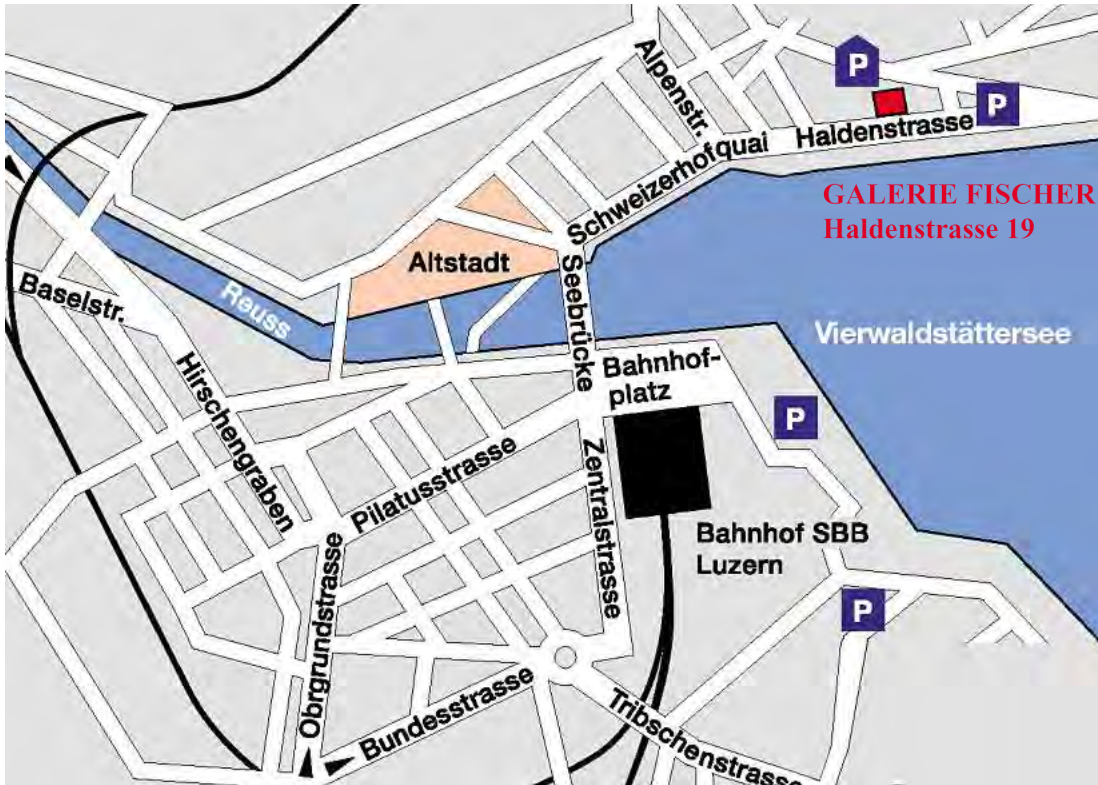 Alpenstr.
P
P
Haldenstrasse
Schweizerhofquai
GALERIE FISCHER
Haldenstrasse 19
Altstadt
Seebrücke
Reuss
Baselstr.
Vierwaldstättersee
Hirschengraben
Bahnhof-
platz
P
Pilatusstrasse
Zentralstrasse
Bahnhof SBB
Luzern
Obrgrundstrasse
P
Bundesstrasse
Tribschenstrasse